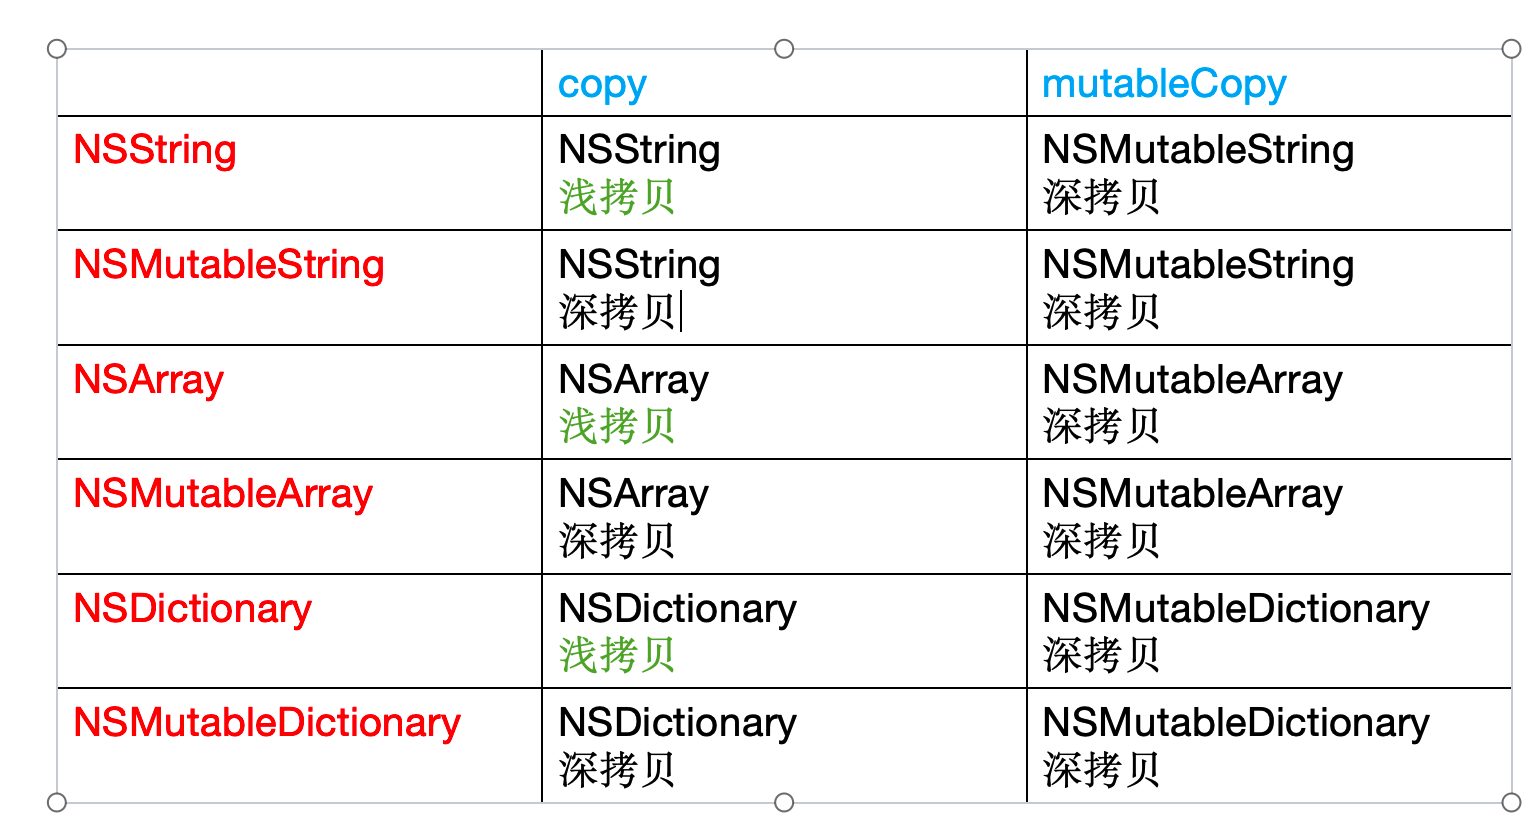 copy
mutableCopy
NSString
NSString
浅拷贝
NSMutableString
深拷贝
NSMutableString
NSString
深拷贝
NSMutableString
深拷贝
NSArray
NSArray
浅拷贝
NSMutableArray
深拷贝
NSMutableArray
NSArray
深拷贝
NSMutableArray
深拷贝
NSDictionary
NSDictionary
浅拷贝
NSMutableDictionary
深拷贝
NSMutableDictionary
NSDictionary
深拷贝
NSMutableDictionary
深拷贝